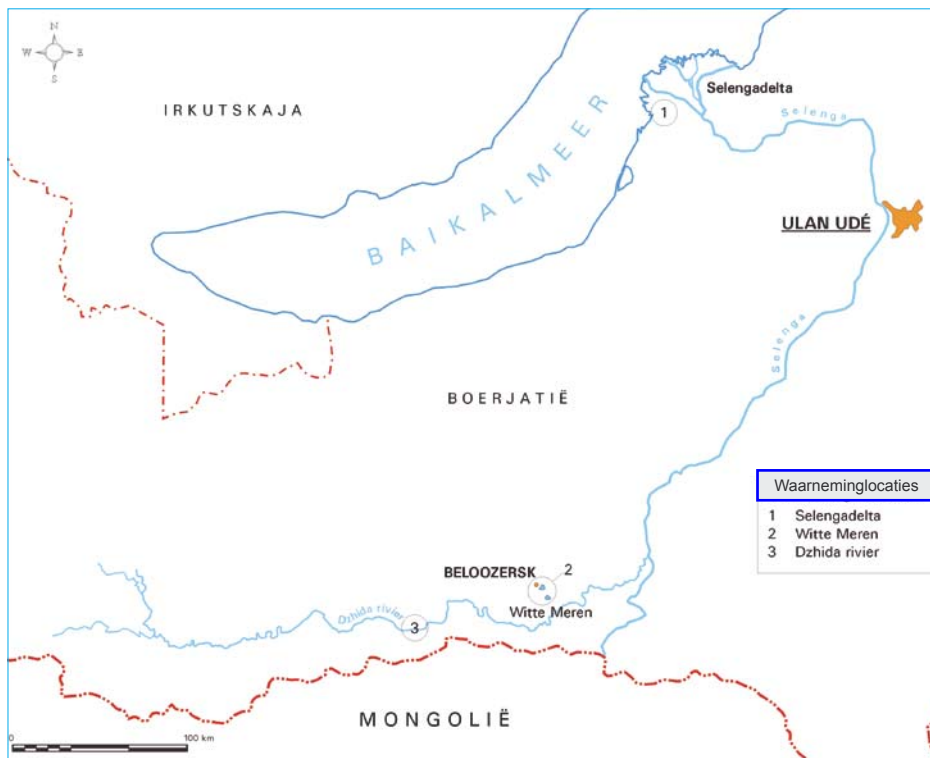 N
W E
S
IRKUTSKAJA
BAIKALMEER
Selengadelta
1
Selenga
ULAN UDÉ
Selenga
BOERJATIË
Waarneminglocaties
1 Selengadelta
2 Witte Meren
3 Dzhida rivier
BELOOZERSK 2
Witte Meren
Dzhida rivier
3
MONGOLIË
0 100 km